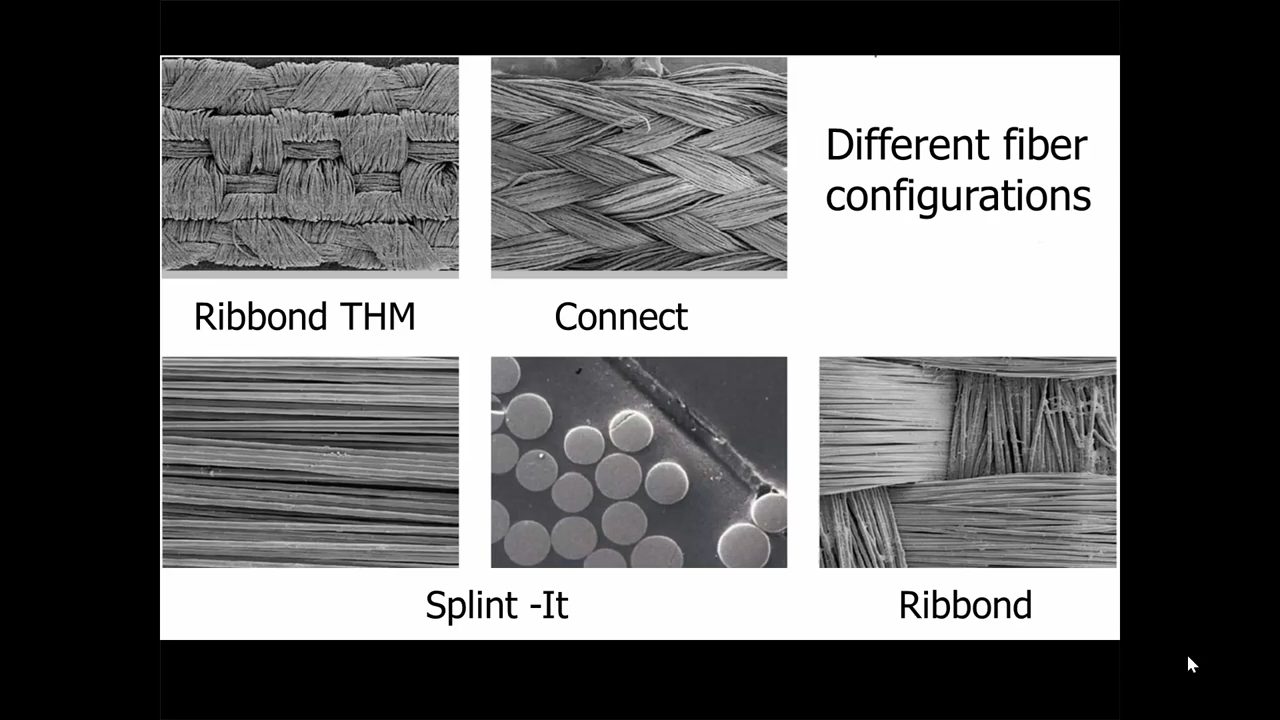 Different fiber
configurations
Ribbond THM
Connect
Splint -It
Ribbond